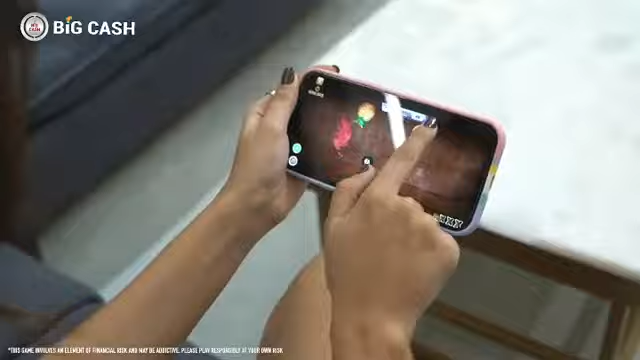 BIG CASH
*THIS GAME INVOLVES AN ELEMENT OF FINANCIAL RISK AND MAY BE ADDICTIVE. PLEASE PLAY RESPONSIBLY AT YOUR OWN RISK